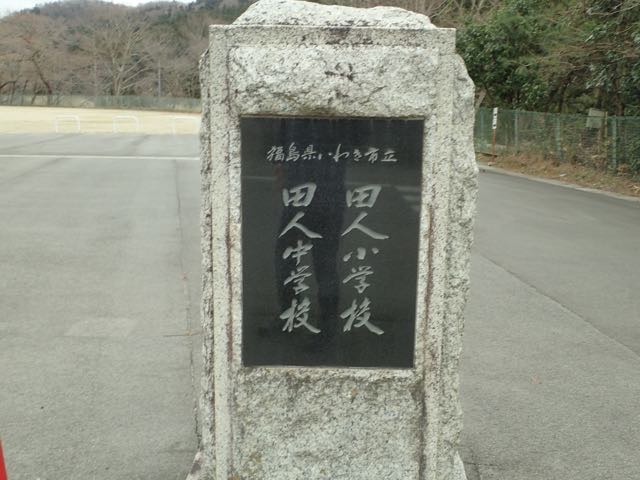 福島県いわき市立
田人小学校
田人中学校